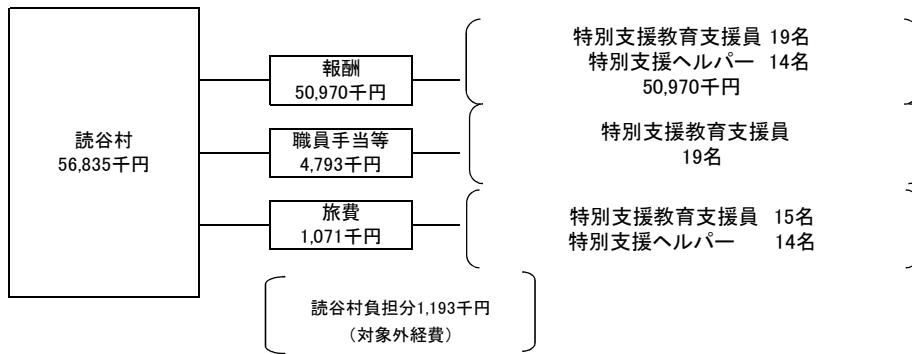 読谷村
56,835千円
報酬
50,970千円
特別支援教育支援員 19名
特別支援ヘルパー 14名
50,970千円
職員手当等
4,793千円
特別支援教育支援員
19名
旅費
1,071千円
特別支援教育支援員 15名
特別支援ヘルパー 14名
読谷村負担分1,193千円
（対象外経費）